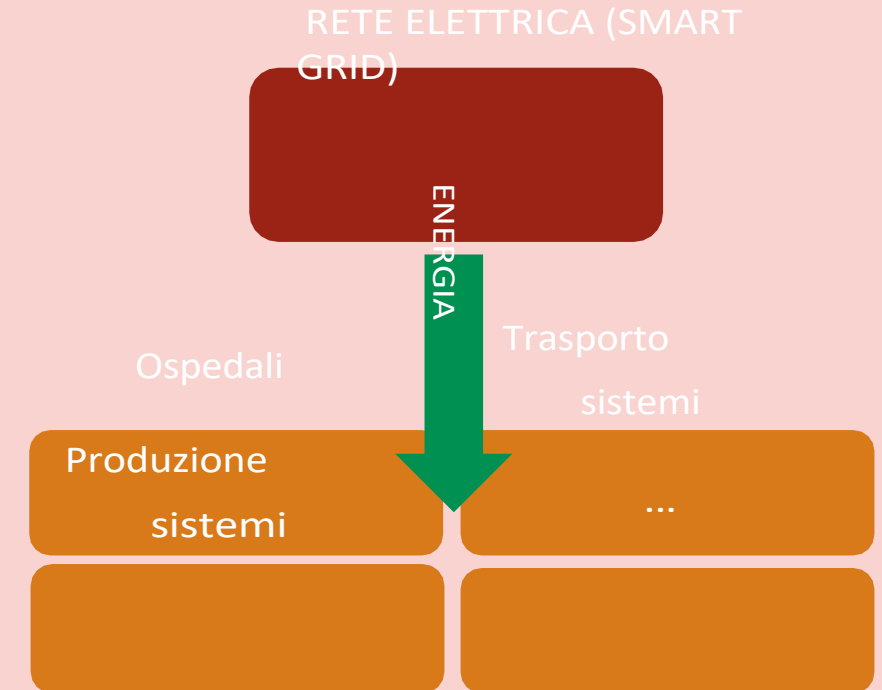 RETE ELETTRICA (SMART
GRID)
ENERGIA
Ospedali
Trasporto
sistemi
Produzione
sistemi
...